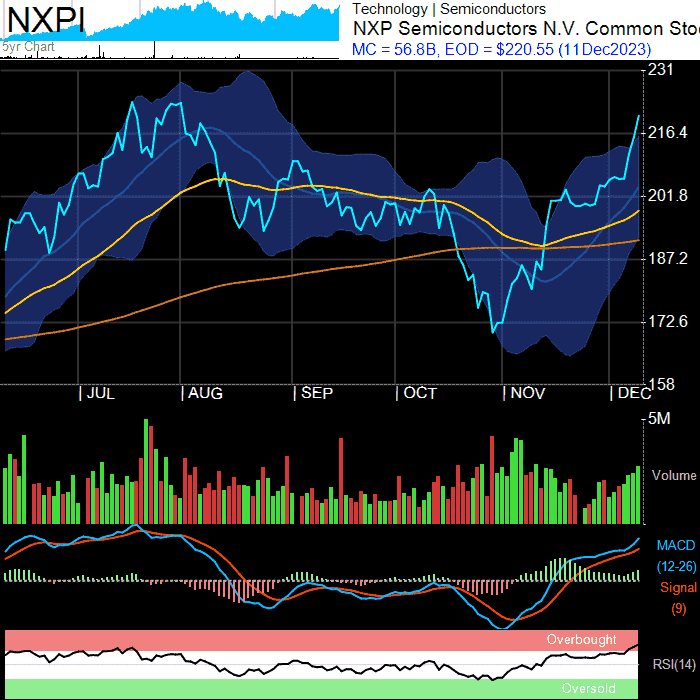 NXPI
5yr Chart
Technology | Semiconductors
NXP Semiconductors N.V. Common Sto
MC = 56.8B, EOD = $220.55 (11Dec2023)
231
216.4
201.8
187.2
172.6
158
| JUL | AUG | SEP | OCT | NOV | DEC
5M
Volume
MACD
(12-26)
Signal
(9)
Overbought
RSI(14)
Oversold